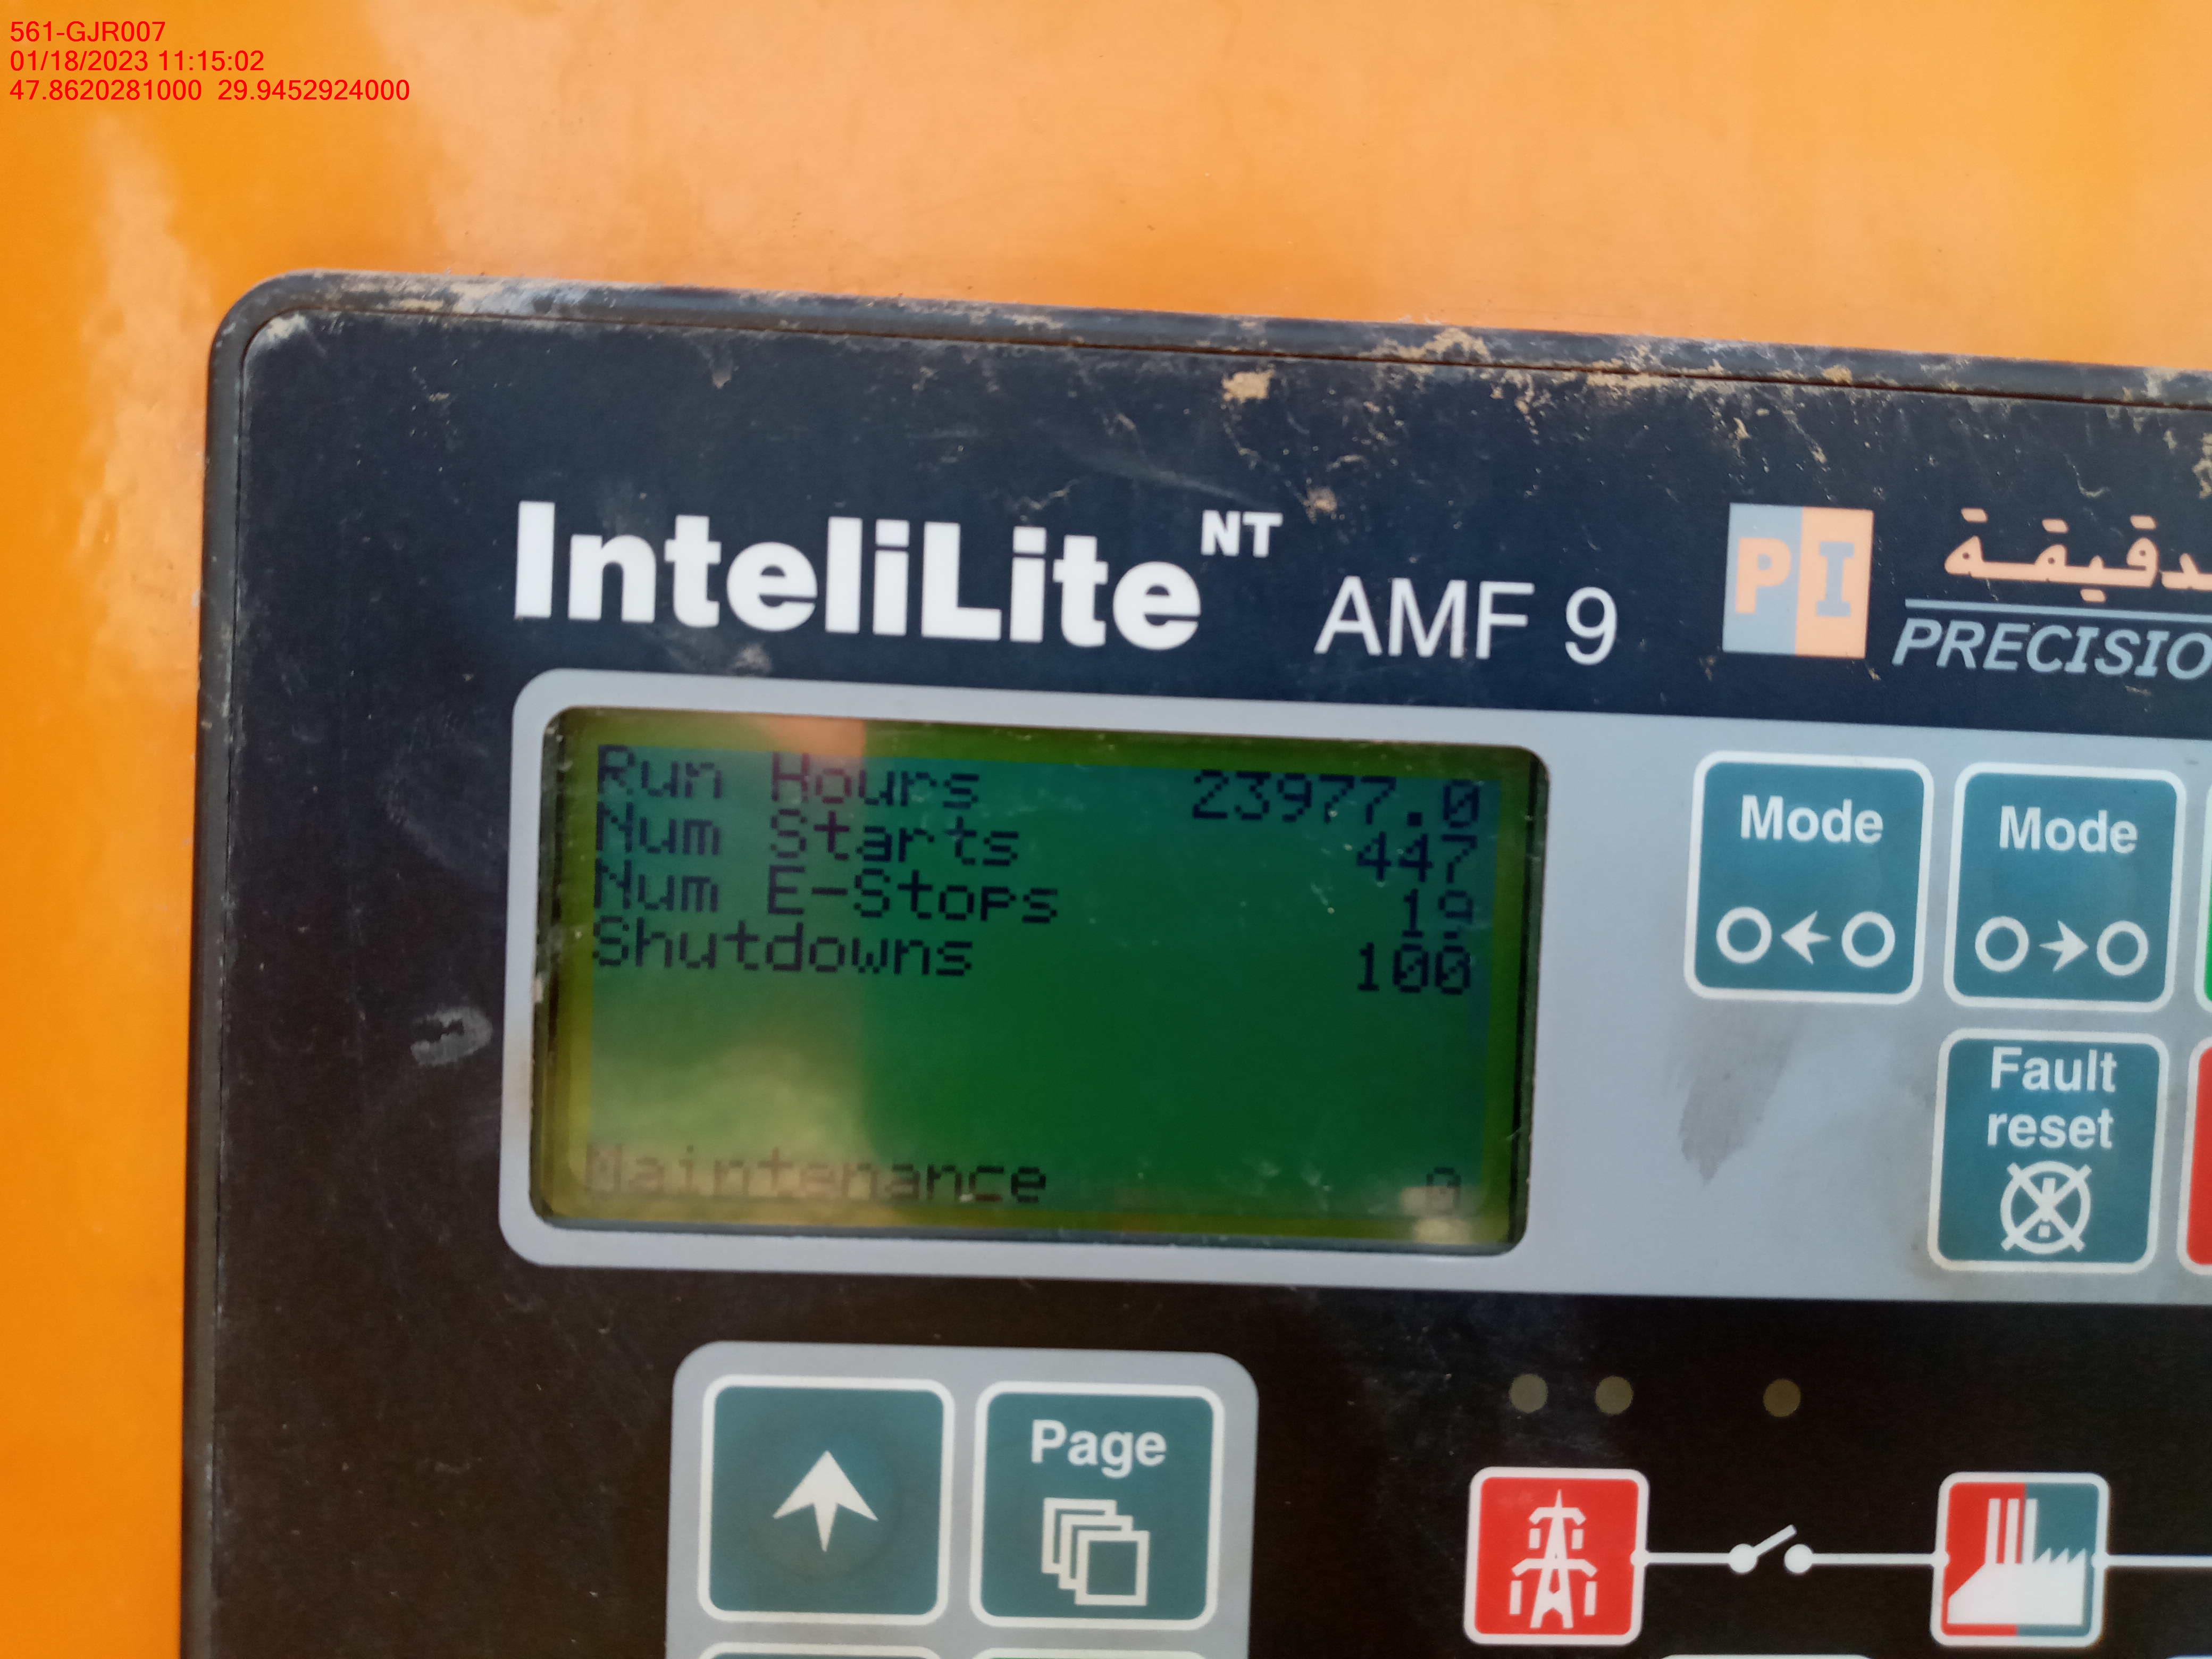 561-GJR007
01/18/2023 11:15:02
47.8620281000 29.9452924000
InteliLite NT AMF 9
PI
PRECISIO
Run Hours 23977.0
Num Starts 447
Num E-Stops 19
Shutdowns 100
Maintenance 0
Mode
Mode
Fault
reset
Page